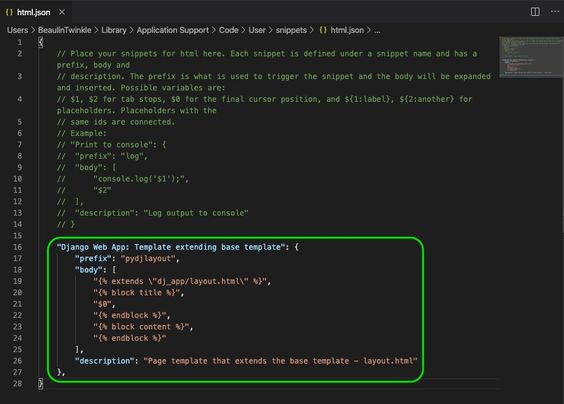 {} html.json ×
Users > BeaulinTwinkle > Library > Application Support > Code > User > snippets > {} html.json > ...
1 {
2 // Place your snippets for html here. Each snippet is defined under a snippet name and has a
prefix, body and
3 // description. The prefix is what is used to trigger the snippet and the body will be expanded
and inserted. Possible variables are:
4 // $1, $2 for tab stops, $0 for the final cursor position, and ${1:label}, ${2:another} for
placeholders. Placeholders with the
5 // same ids are connected.
6 // Example:
7 // "Print to console": {
8 // "prefix": "log",
9 // "body": [
10 // "console.log('$1');",
11 // "$2"
12 // ],
13 // "description": "Log output to console"
14 // }
15
16 "Django Web App: Template extending base template": {
17 "prefix": "pydjlayout",
18 "body": [
19 "{% extends \"dj_app/layout.html\" %}",
20 "{% block title %}",
21 "$0",
22 "{% endblock %}",
23 "{% block content %}",
24 "{% endblock %}"
25 ],
26 "description": "Page template that extends the base template - layout.html"
27 },
28 }